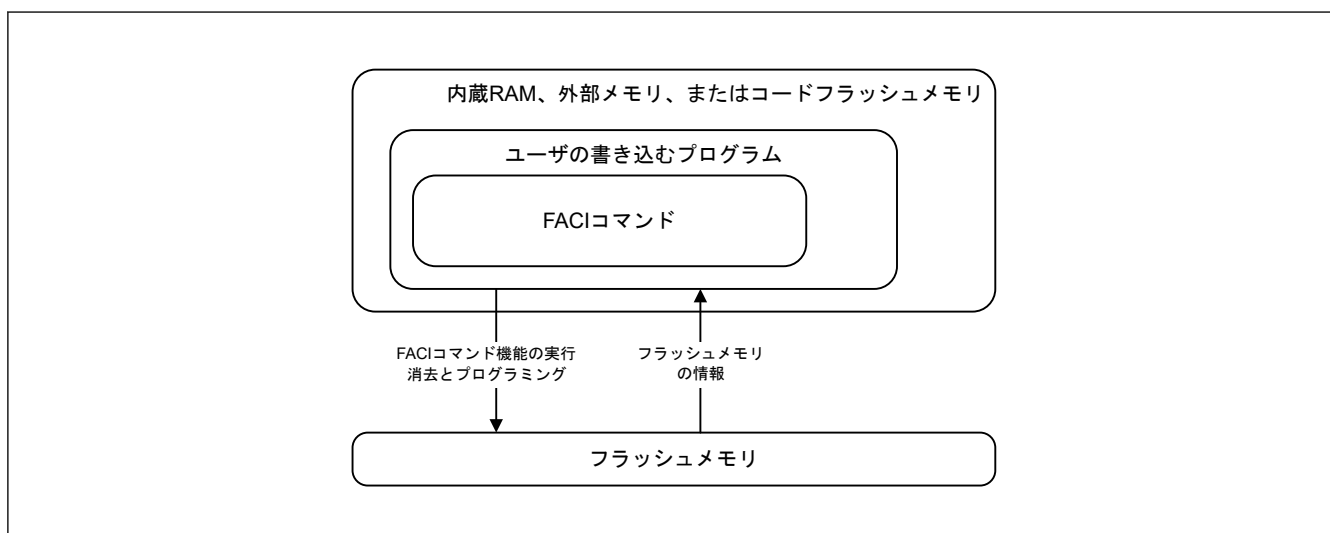 内蔵RAM、外部メモリ、またはコードフラッシュメモリ
ユーザの書き込むプログラム
FACIコマンド
FACIコマンド機能の実行
消去とプログラミング
フラッシュメモリ
の情報
フラッシュメモリ